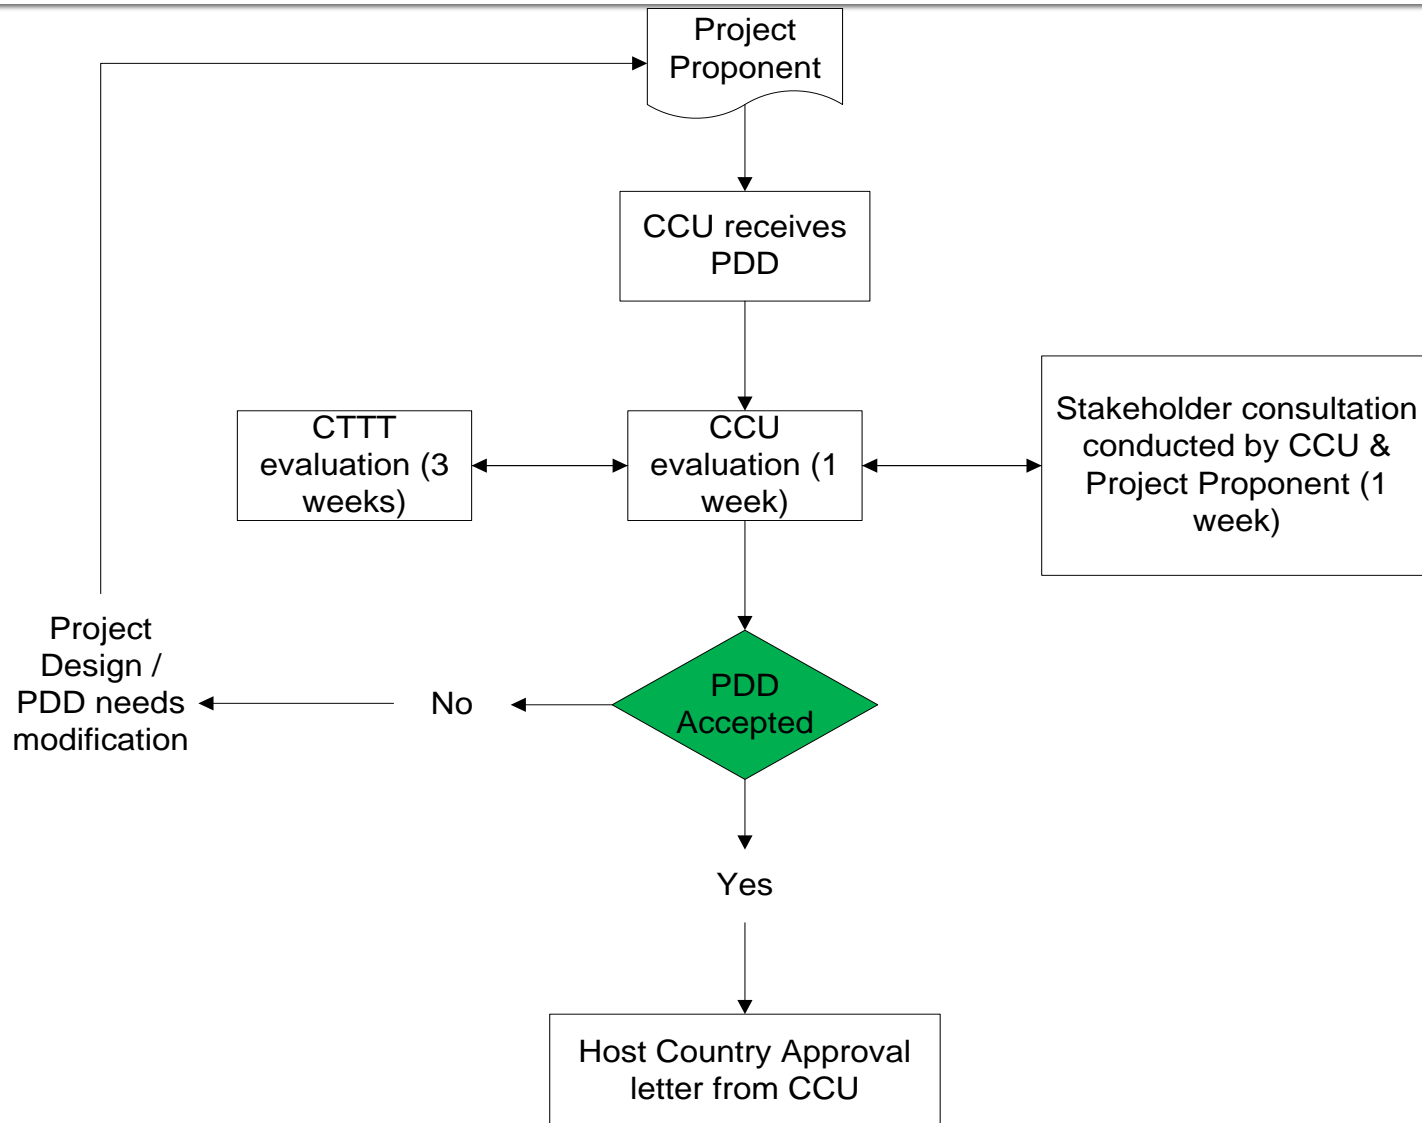 Project
Proponent
CCU receives
PDD
CTTT
evaluation (3
weeks)
CCU
evaluation (1
week)
Stakeholder consultation
conducted by CCU &
Project Proponent (1
week)
Project
Design /
PDD needs
modification
No
PDD
Accepted
Yes
Host Country Approval
letter from CCU